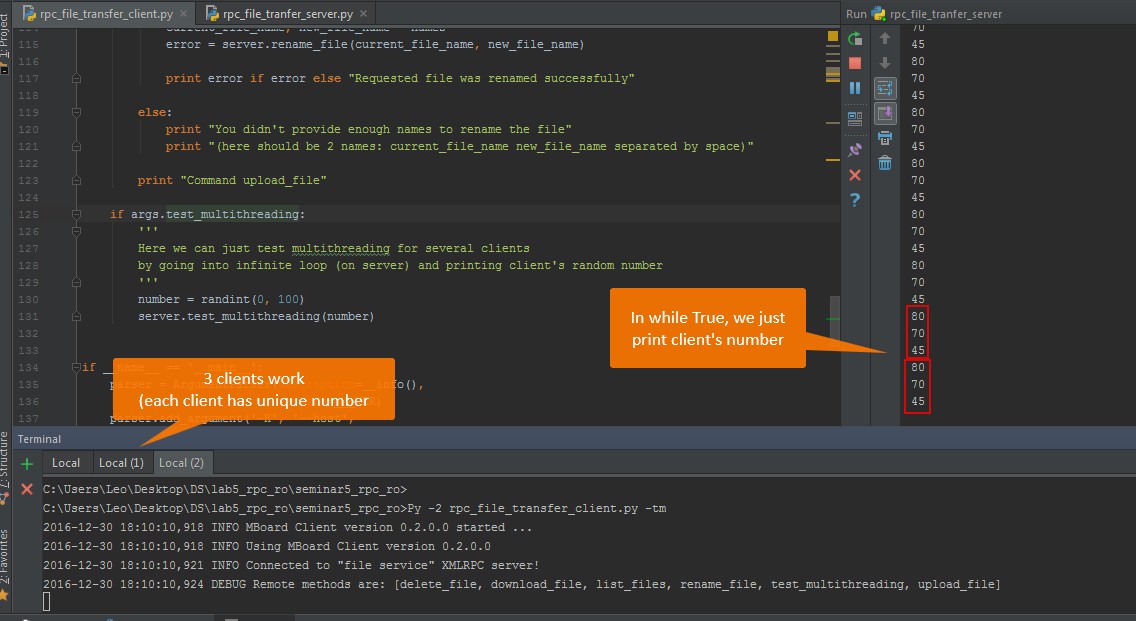 rpc_file_transfer_client.py
rpc_file_tranfer_server.py
Run rpc_file_tranfer_server
1: Project
115 error = server.rename_file(current_file_name, new_file_name)
116
117 print error if error else "Requested file was renamed successfully"
118
119 else:
120 print "You didn't provide enough names to rename the file"
121 print "(here should be 2 names: current_file_name new_file_name separated by space)"
122
123 print "Command upload_file"
124
125 if args.test_multithreading:
126 '''
127 Here we can just test multithreading for several clients
128 by going into infinite loop (on server) and printing client's random number
129 '''
130 number = randint(0, 100)
131 server.test_multithreading(number)
132
133
134 if
135
136
137
3 clients work
(each client has unique number
In while True, we just
print client's number
70
45
80
70
45
80
70
45
80
70
45
80
70
45
80
70
45
80
70
45
80
70
45
Terminal
7: Structure
2: Favorites
Local
Local (1)
Local (2)
C:\Users\Leo\Desktop\DS\lab5_rpc_ro\seminar5_rpc_ro>
C:\Users\Leo\Desktop\DS\lab5_rpc_ro\seminar5_rpc_ro>Py -2 rpc_file_transfer_client.py -tm
2016-12-30 18:10:10,918 INFO MBoard Client version 0.2.0.0 started ...
2016-12-30 18:10:10,918 INFO Using MBoard Client version 0.2.0.0
2016-12-30 18:10:10,921 INFO Connected to "file service" XMLRPC server!
2016-12-30 18:10:10,924 DEBUG Remote methods are: [delete_file, download_file, list_files, rename_file, test_multithreading, upload_file]